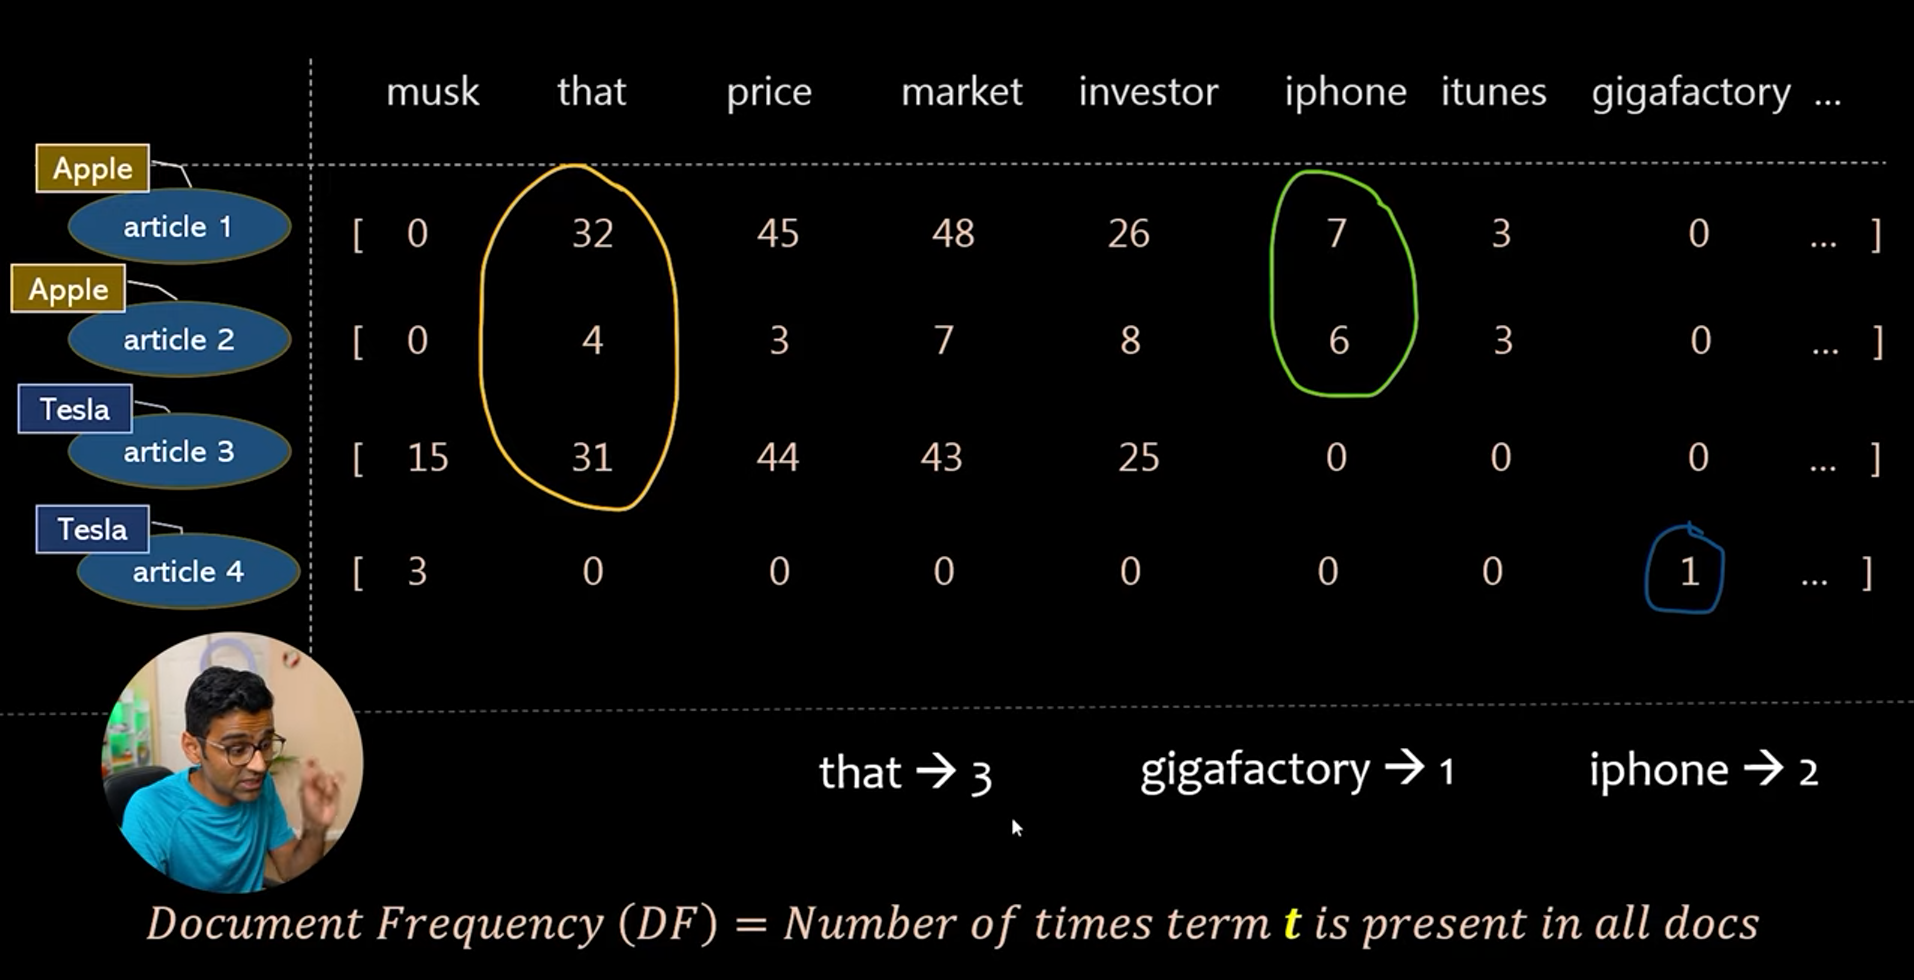 musk that price market investor iphone itunes gigafactory ...
Apple
article 1 [ 0 32 45 48 26 7 3 0 ... ]
Apple
article 2 [ 0 4 3 7 8 6 3 0 ... ]
Tesla
article 3 [ 15 31 44 43 25 0 0 0 ... ]
Tesla
article 4 [ 3 0 0 0 0 0 0 1 ... ]
that → 3 gigafactory → 1 iphone → 2
Document Frequency (DF) = Number of times term t is present in all docs